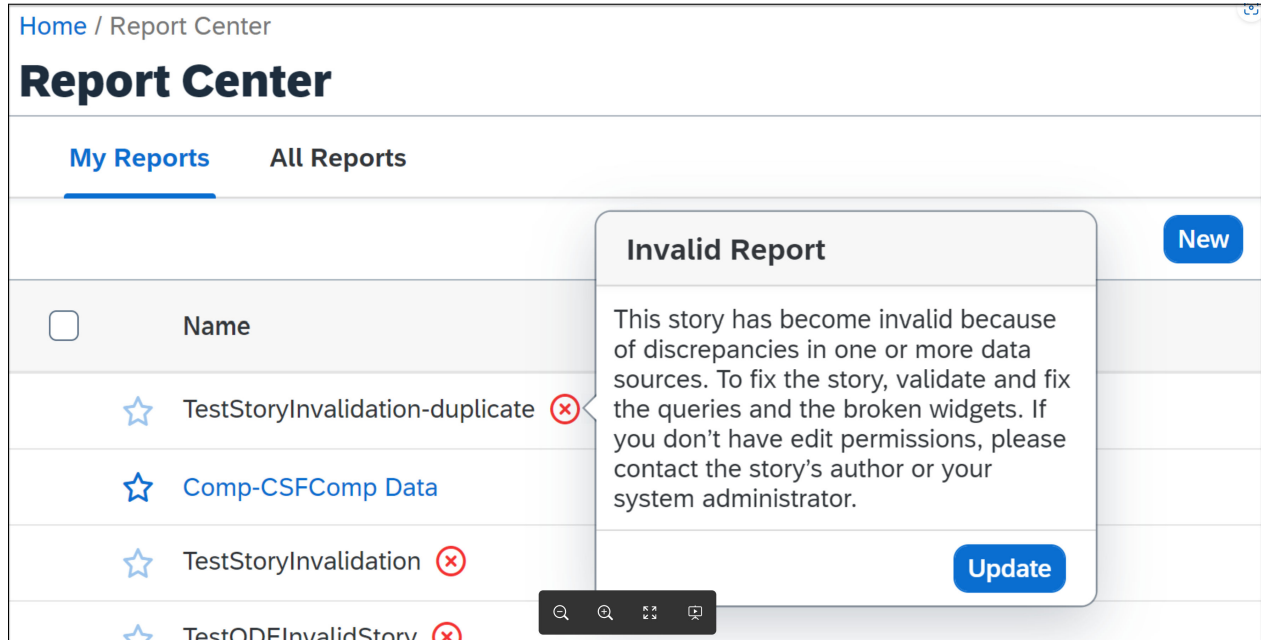 Home / Report Center
Report Center
My Reports
All Reports
New
Name
TestStoryInvalidation-duplicate
Comp-CSFComp Data
TestStoryInvalidation
TestODEInvalidStory
Invalid Report
This story has become invalid because
of discrepancies in one or more data
sources. To fix the story, validate and fix
the queries and the broken widgets. If
you don’t have edit permissions, please
contact the story’s author or your
system administrator.
Update